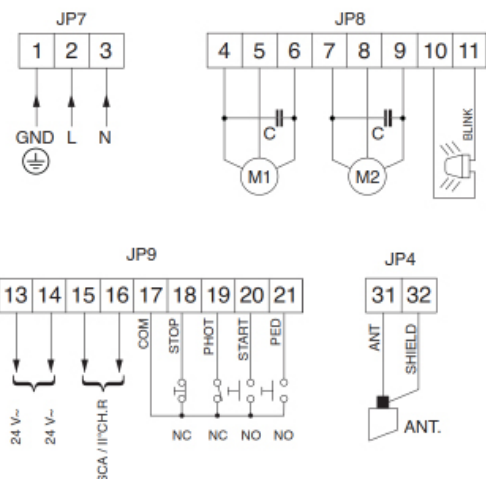 JP7
1 2 3
GND L N
JP8
4 5 6 7 8 9 10 11
C
C
M1
M2
BLINK
JP9
13 14 15 16 17 18 19 20 21
24 V~
24 V~
SCA / II°CH.R
COM
STOP
PHOT
START
PED
NC NC NO NO
JP4
31 32
ANT
SHIELD
ANT.